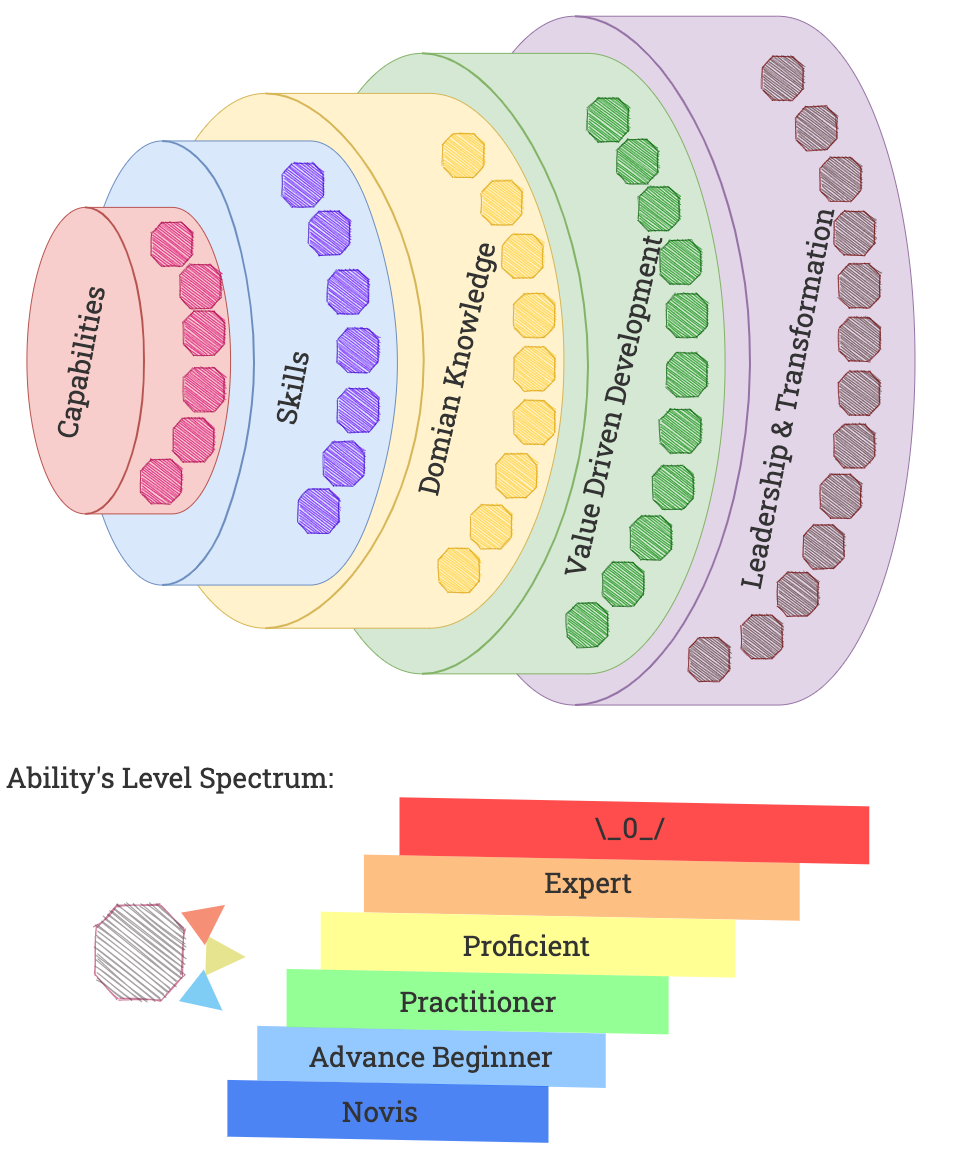 Capabilities
Skills
Domian Knowledge
Value Driven Development
Leadership & Transformation
Ability's Level Spectrum:
\_0_/
Expert
Proficient
Practitioner
Advance Beginner
Novis